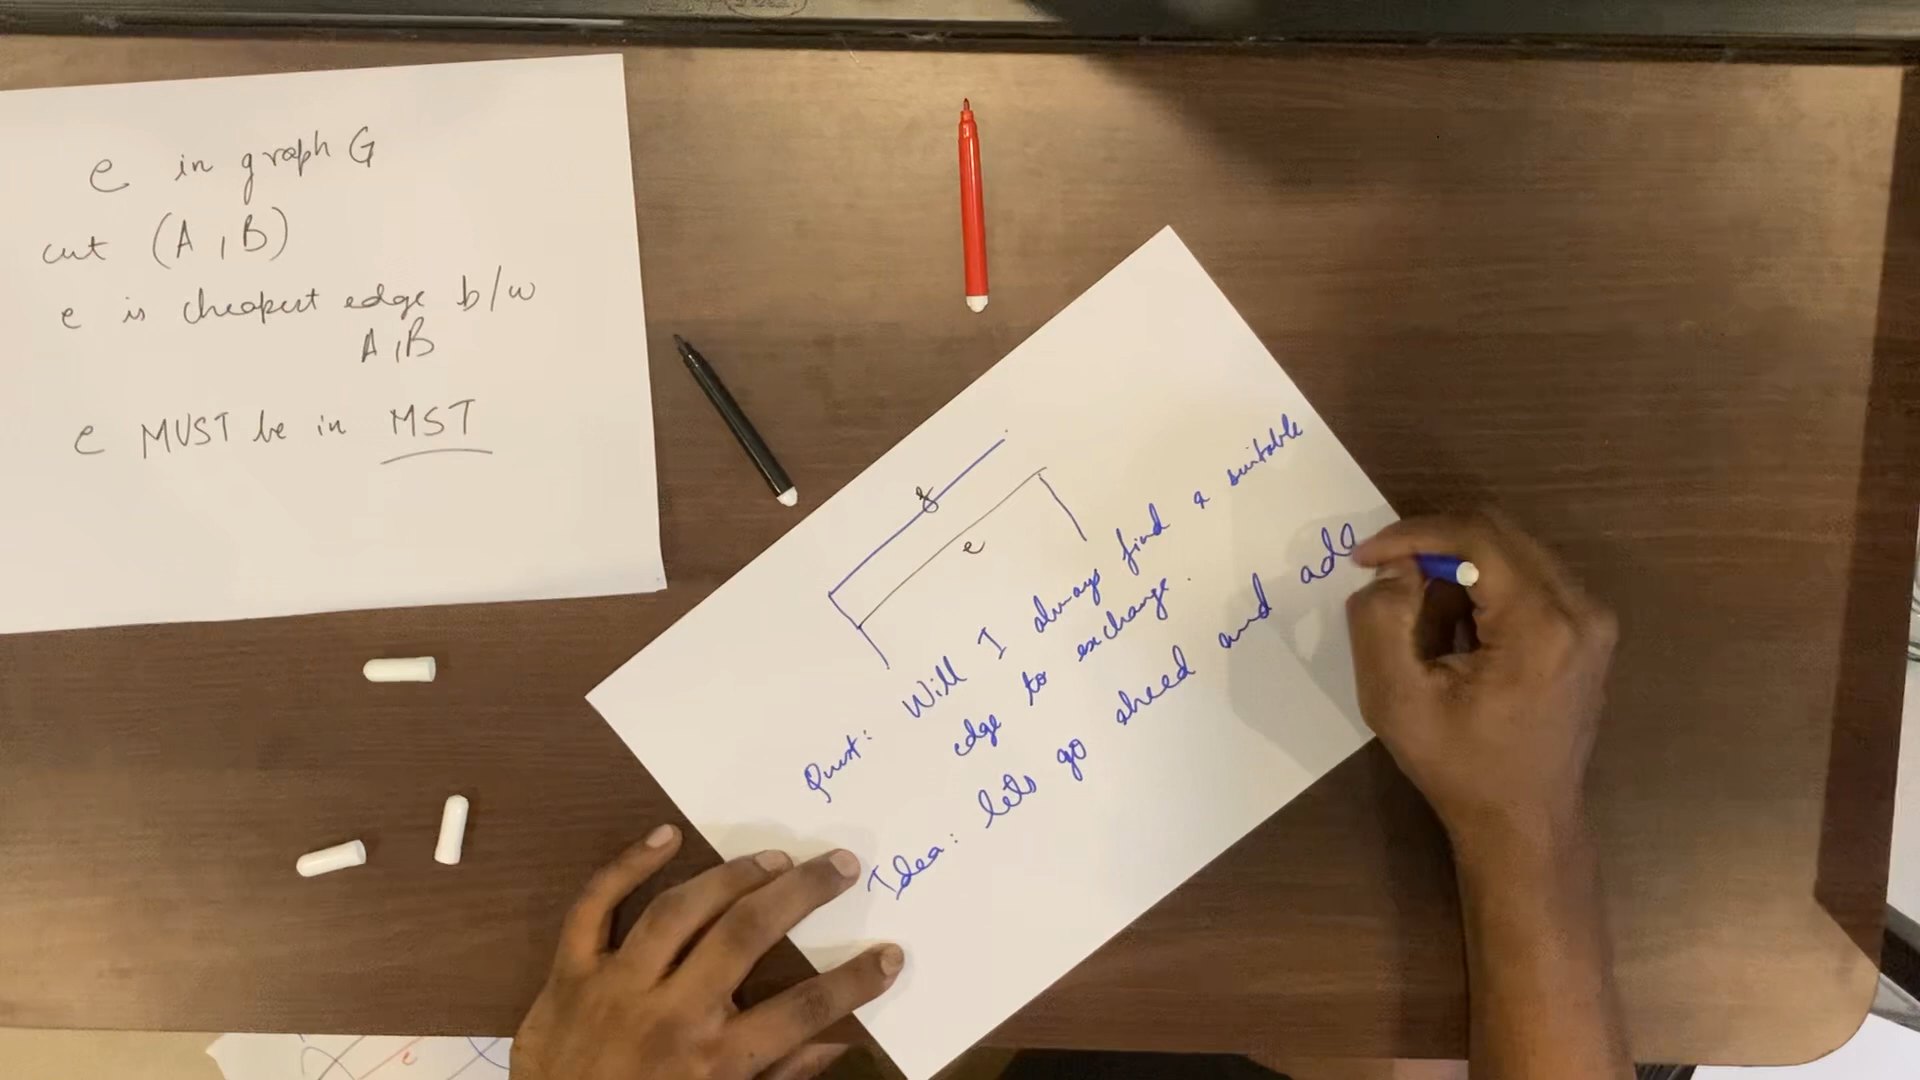 e in graph G
cut (A, B)
e is cheapest edge b/w
A, B
e MUST be in MST
f
e
Quest: Will I always find a suitable
edge to exchange.
Idea: lets go ahead and add
e